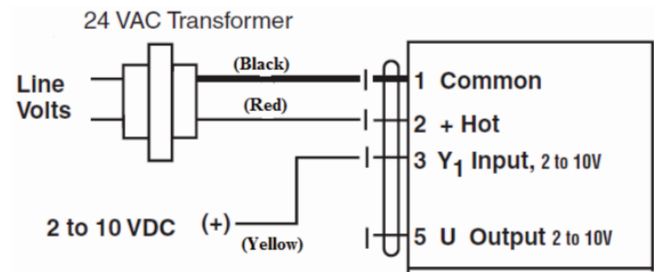 24 VAC Transformer
Line Volts
(Black)
(Red)
1 Common
2 + Hot
3 Y1 Input, 2 to 10V
2 to 10 VDC (+)
(Yellow)
5 U Output 2 to 10V